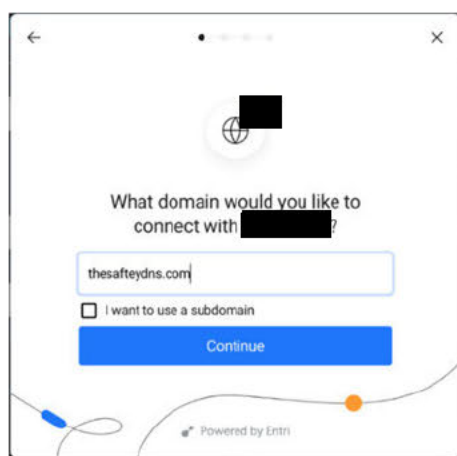 What domain would you like to
connect with ?
thesafteydns.com
I want to use a subdomain
Continue
Powered by Entri